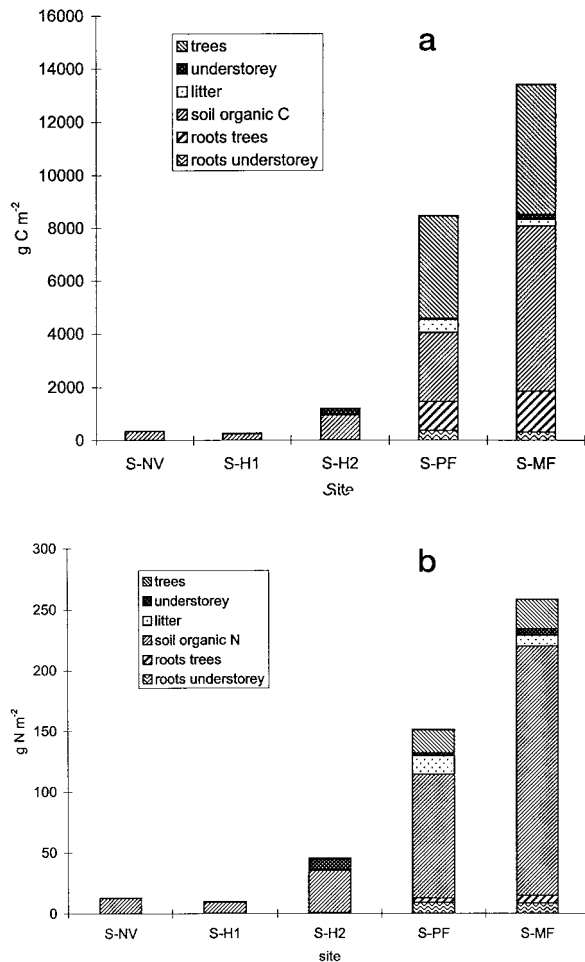 a
16000
14000
12000
10000
8000
6000
4000
2000
0
g C m-2
trees
understorey
litter
soil organic C
roots trees
roots understorey
S-NV S-H1 S-H2 S-PF S-MF
Site
b
300
250
200
150
100
50
0
g N m-2
trees
understorey
litter
soil organic N
roots trees
roots understorey
S-NV S-H1 S-H2 S-PF S-MF
site